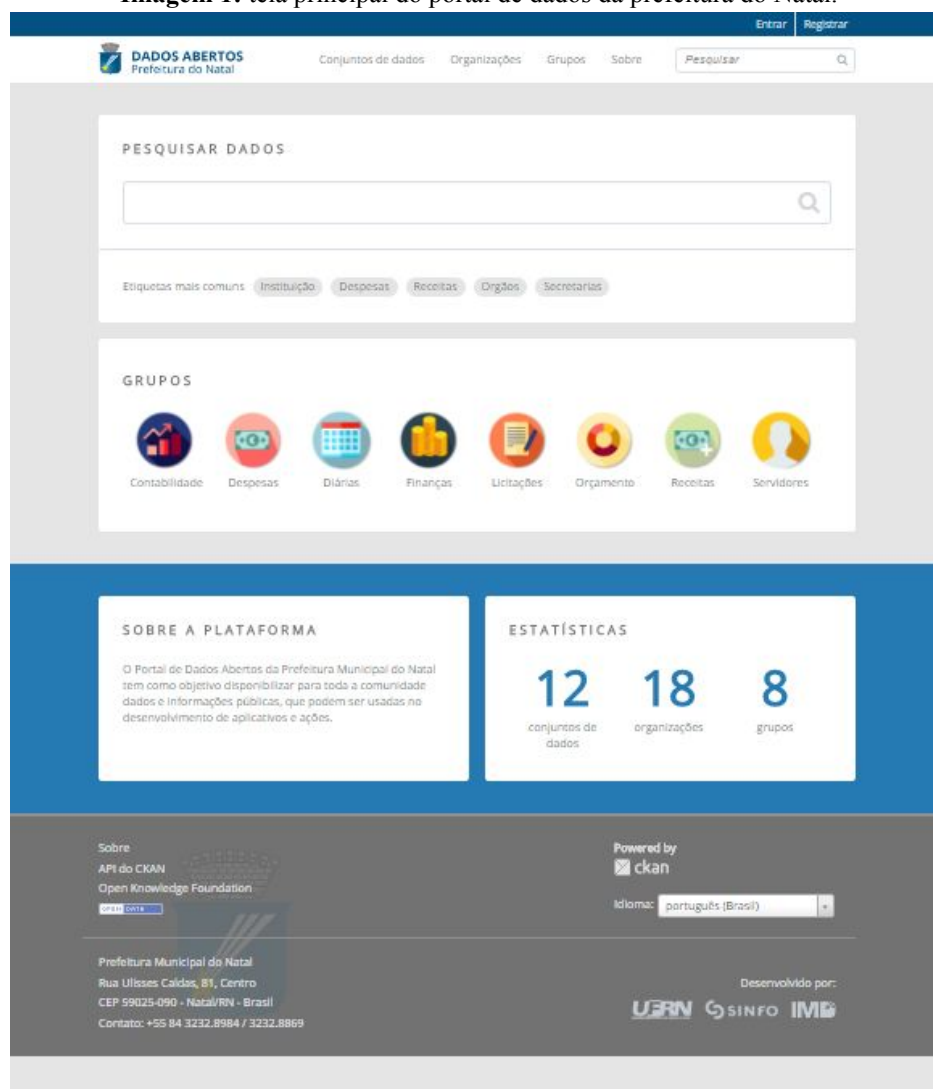 Imagem 1: tela principal do portal de dados da prefeitura do Natal.
Entrar Registrar
DADOS ABERTOS
Prefeitura do Natal
Conjuntos de dados Organizações Grupos Sobre Pesquisar
PESQUISAR DADOS
Etiquetas mais comuns Instituição Despesas Receitas Orgãos Secretarias
GRUPOS
Contabilidade Despesas Diárias Finanças Licitações Orçamento Receitas Servidores
SOBRE A PLATAFORMA
O Portal de Dados Abertos da Prefeitura Municipal do Natal
tem como objetivo disponibilizar para toda a comunidade
dados e informações públicas, que podem ser usadas no
desenvolvimento de aplicativos e ações.
ESTATÍSTICAS
12 18 8
conjuntos de organizações grupos
dados
Sobre
API do CKAN
Open Knowledge Foundation
OPEN DATA
Powered by
ckan
Idioma: português (Brasil)
Prefeitura Municipal do Natal
Rua Ulisses Caldas, 81, Centro
CEP 59025-090 - Natal/RN - Brasil
Contato: +55 84 3232.8984 / 3232.8869
Desenvolvido por:
UFRN SINFO IMD